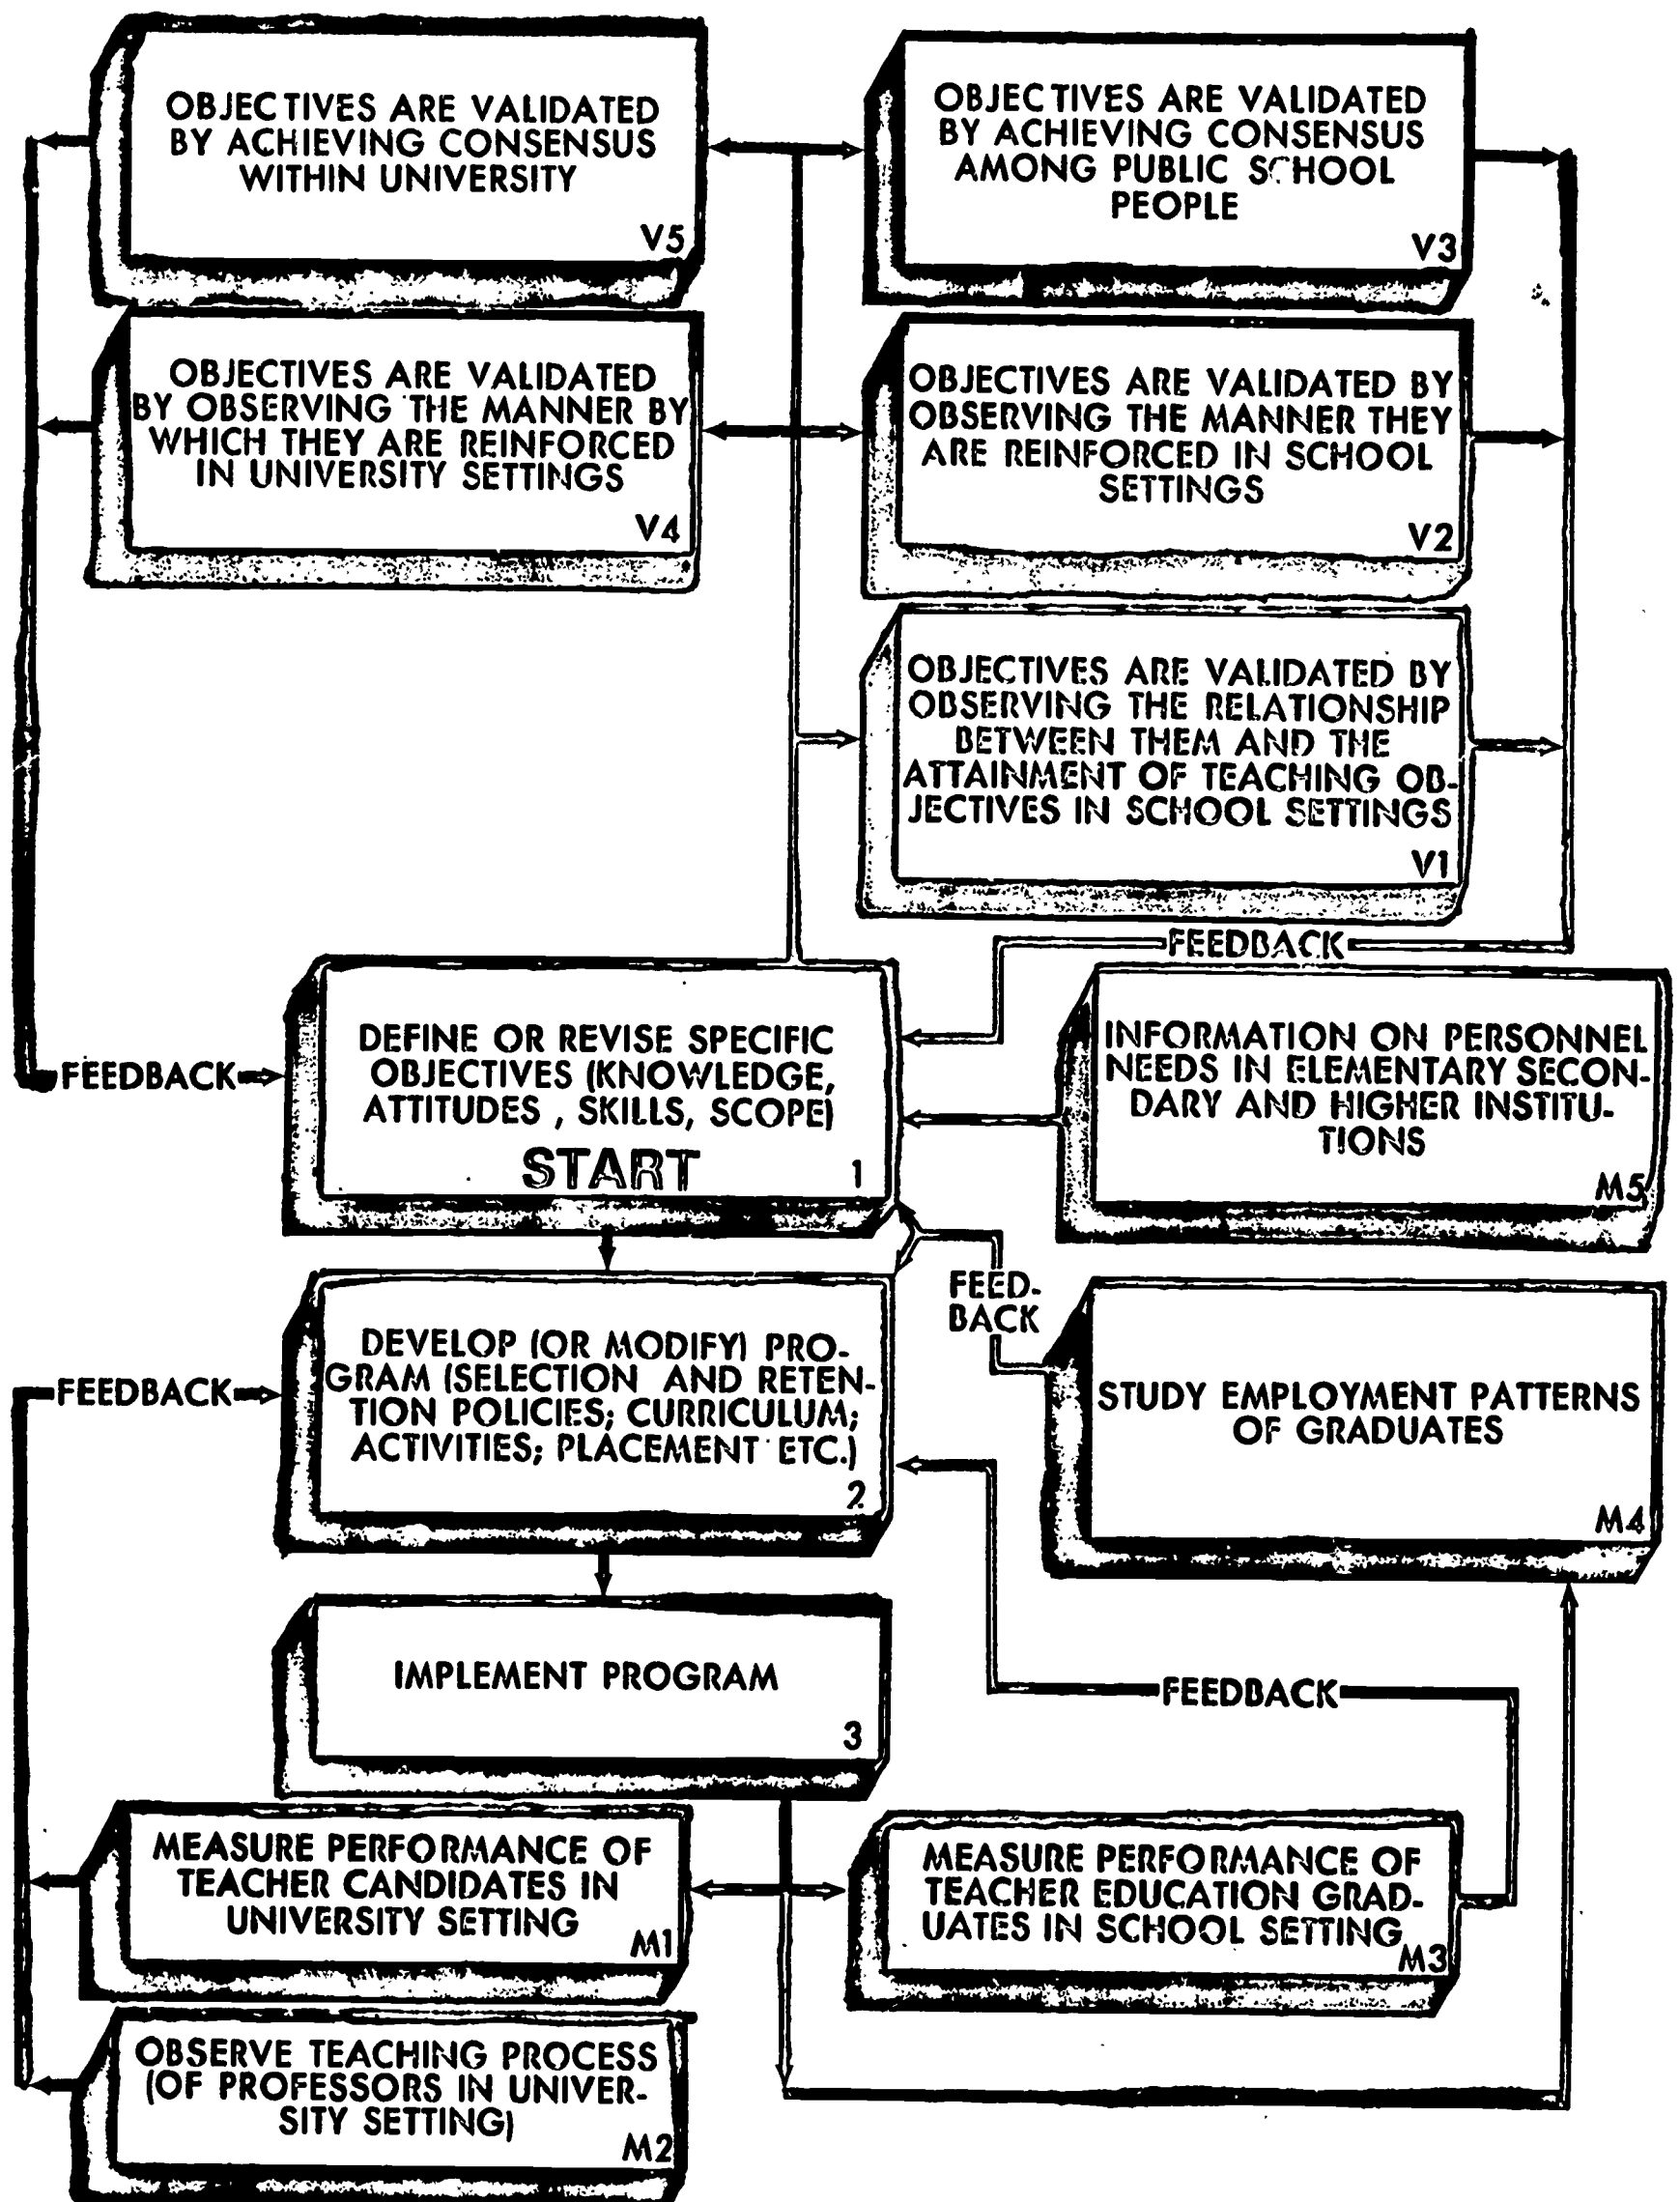 OBJECTIVES ARE VALIDATED
BY ACHIEVING CONSENSUS
WITHIN UNIVERSITY
V5
OBJECTIVES ARE VALIDATED
BY ACHIEVING CONSENSUS
AMONG PUBLIC SCHOOL
PEOPLE
V3
OBJECTIVES ARE VALIDATED
BY OBSERVING THE MANNER BY
WHICH THEY ARE REINFORCED
IN UNIVERSITY SETTINGS
V4
OBJECTIVES ARE VALIDATED BY
OBSERVING THE MANNER THEY
ARE REINFORCED IN SCHOOL
SETTINGS
V2
OBJECTIVES ARE VALIDATED BY
OBSERVING THE RELATIONSHIP
BETWEEN THEM AND THE
ATTAINMENT OF TEACHING OB-
JECTIVES IN SCHOOL SETTINGS
V1
FEEDBACK
FEEDBACK
DEFINE OR REVISE SPECIFIC
OBJECTIVES (KNOWLEDGE,
ATTITUDES , SKILLS, SCOPE)
START
1
INFORMATION ON PERSONNEL
NEEDS IN ELEMENTARY SECON-
DARY AND HIGHER INSTITU-
TIONS
M5
FEED-
BACK
FEEDBACK
DEVELOP (OR MODIFY) PRO-
GRAM (SELECTION AND RETEN-
TION POLICIES; CURRICULUM;
ACTIVITIES; PLACEMENT ETC.)
2
STUDY EMPLOYMENT PATTERNS
OF GRADUATES
M4
IMPLEMENT PROGRAM
3
FEEDBACK
MEASURE PERFORMANCE OF
TEACHER CANDIDATES IN
UNIVERSITY SETTING
M1
MEASURE PERFORMANCE OF
TEACHER EDUCATION GRAD-
UATES IN SCHOOL SETTING
M3
OBSERVE TEACHING PROCESS
(OF PROFESSORS IN UNIVER-
SITY SETTING)
M2